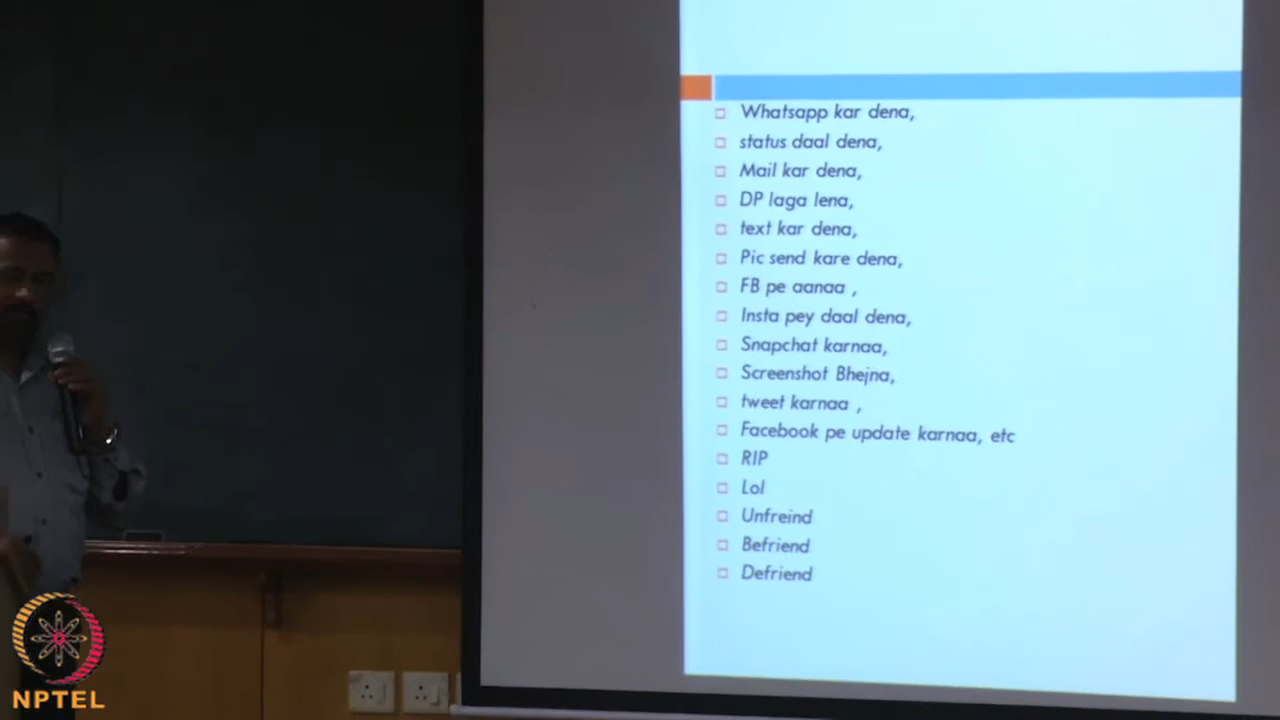 Whatsapp kar dena,
status daal dena,
Mail kar dena,
DP laga lena,
text kar dena,
Pic send kare dena,
FB pe aanaa ,
Insta pey daal dena,
Snapchat karnaa,
Screenshot Bhejna,
tweet karnaa ,
Facebook pe update karnaa, etc
RIP
Lol
Unfreind
Befriend
Defriend
NPTEL